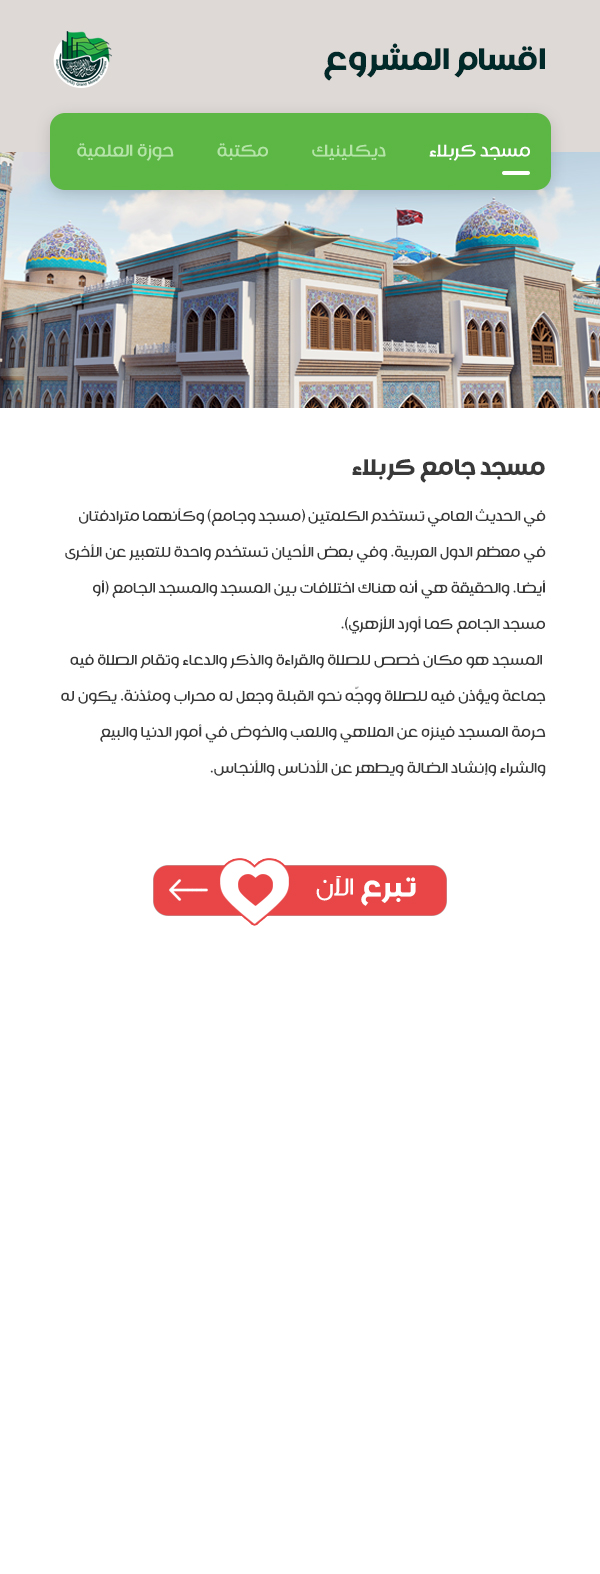 اقسام المشروع
مسجد كربلاء ديكلينيك مكتبة حوزة العلمية
مسجد جامع كربلاء
في الحديث العامي تستخدم الكلمتين (مسجد وجامع) وكأنهما مترادفتان
في معظم الدول العربية. وفي بعض الأحيان تستخدم واحدة للتعبير عن الأخرى
أيضا. والحقيقة هي أنه هناك اختلافات بين المسجد والمسجد الجامع (أو
مسجد الجامع كما أورد الأزهري).
المسجد هو مكان خصص للصلاة والقراءة والذكر والدعاء وتقام الصلاة فيه
جماعة ويؤذن فيه للصلاة ووجّه نحو القبلة وجعل له محراب ومئذنة. يكون له
حرمة المسجد فينزه عن الملاهي واللعب والخوض في أمور الدنيا والبيع
والشراء وإنشاد الضالة ويطهر عن الأدناس والأنجاس.
تبرع الآن